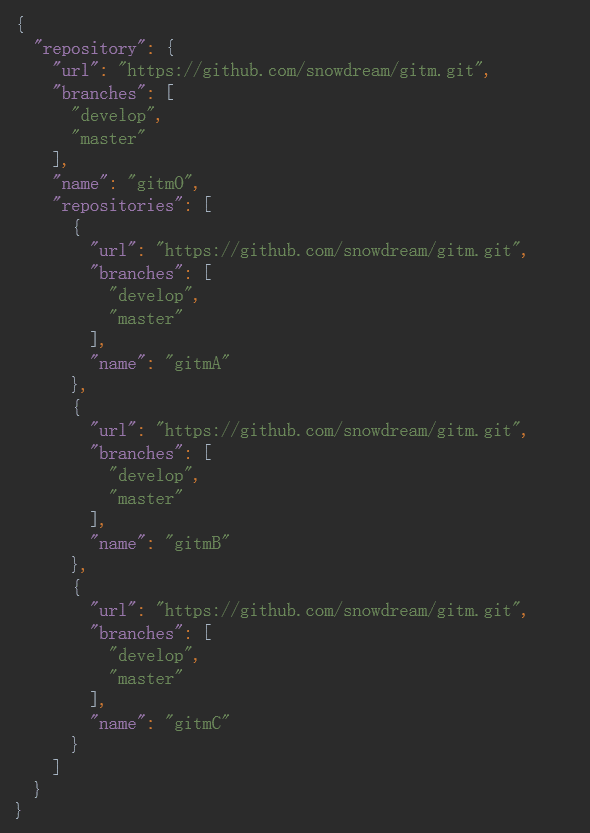 {
  "repository": {
    "url": "https://github.com/snowdream/gitm.git",
    "branches": [
      "develop",
      "master"
    ],
    "name": "gitmO",
    "repositories": [
      {
        "url": "https://github.com/snowdream/gitm.git",
        "branches": [
          "develop",
          "master"
        ],
        "name": "gitmA"
      },
      {
        "url": "https://github.com/snowdream/gitm.git",
        "branches": [
          "develop",
          "master"
        ],
        "name": "gitmB"
      },
      {
        "url": "https://github.com/snowdream/gitm.git",
        "branches": [
          "develop",
          "master"
        ],
        "name": "gitmC"
      }
    ]
  }
}